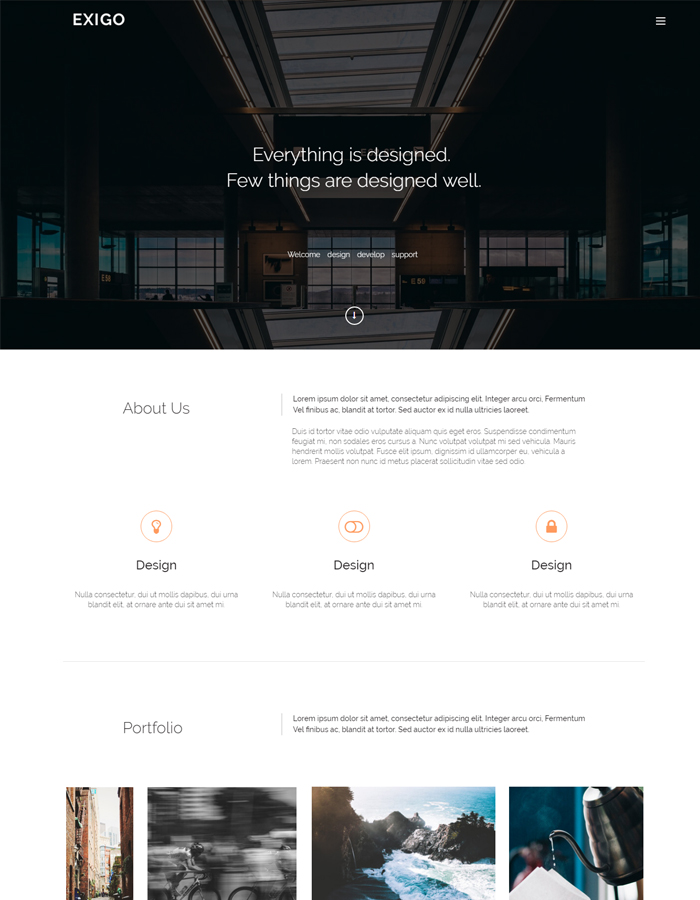 EXIGO
Everything is designed.
Few things are designed well.
Welcome design develop support
E50
E50
About Us
Lorem ipsum dolor sit amet, consectetur adipiscing elit. Integer arcu orci, Fermentum
Vel finibus ac, blandit at tortor. Sed auctor ex id nulla ultricies laoreet.
Duis id tortor vitae odio vulputate aliquam quis eget eros. Suspendisse condimentum
feugiat mi, non sodales eros cursus a. Nunc volutpat volutpat mi sed vehicula. Mauris
hendrerit mollis volutpat. Fusce elit ipsum, dignissim id ullamcorper eu, vehicula a
lorem. Praesent non nunc id metus placerat sollicitudin vitae sed odio.
Design
Design
Design
Nulla consectetur, dui ut mollis dapibus, dui urna
blandit elit, at ornare ante dui sit amet mi.
Nulla consectetur, dui ut mollis dapibus, dui urna
blandit elit, at ornare ante dui sit amet mi.
Nulla consectetur, dui ut mollis dapibus, dui urna
blandit elit, at ornare ante dui sit amet mi.
Portfolio
Lorem ipsum dolor sit amet, consectetur adipiscing elit. Integer arcu orci, Fermentum
Vel finibus ac, blandit at tortor. Sed auctor ex id nulla ultricies laoreet.